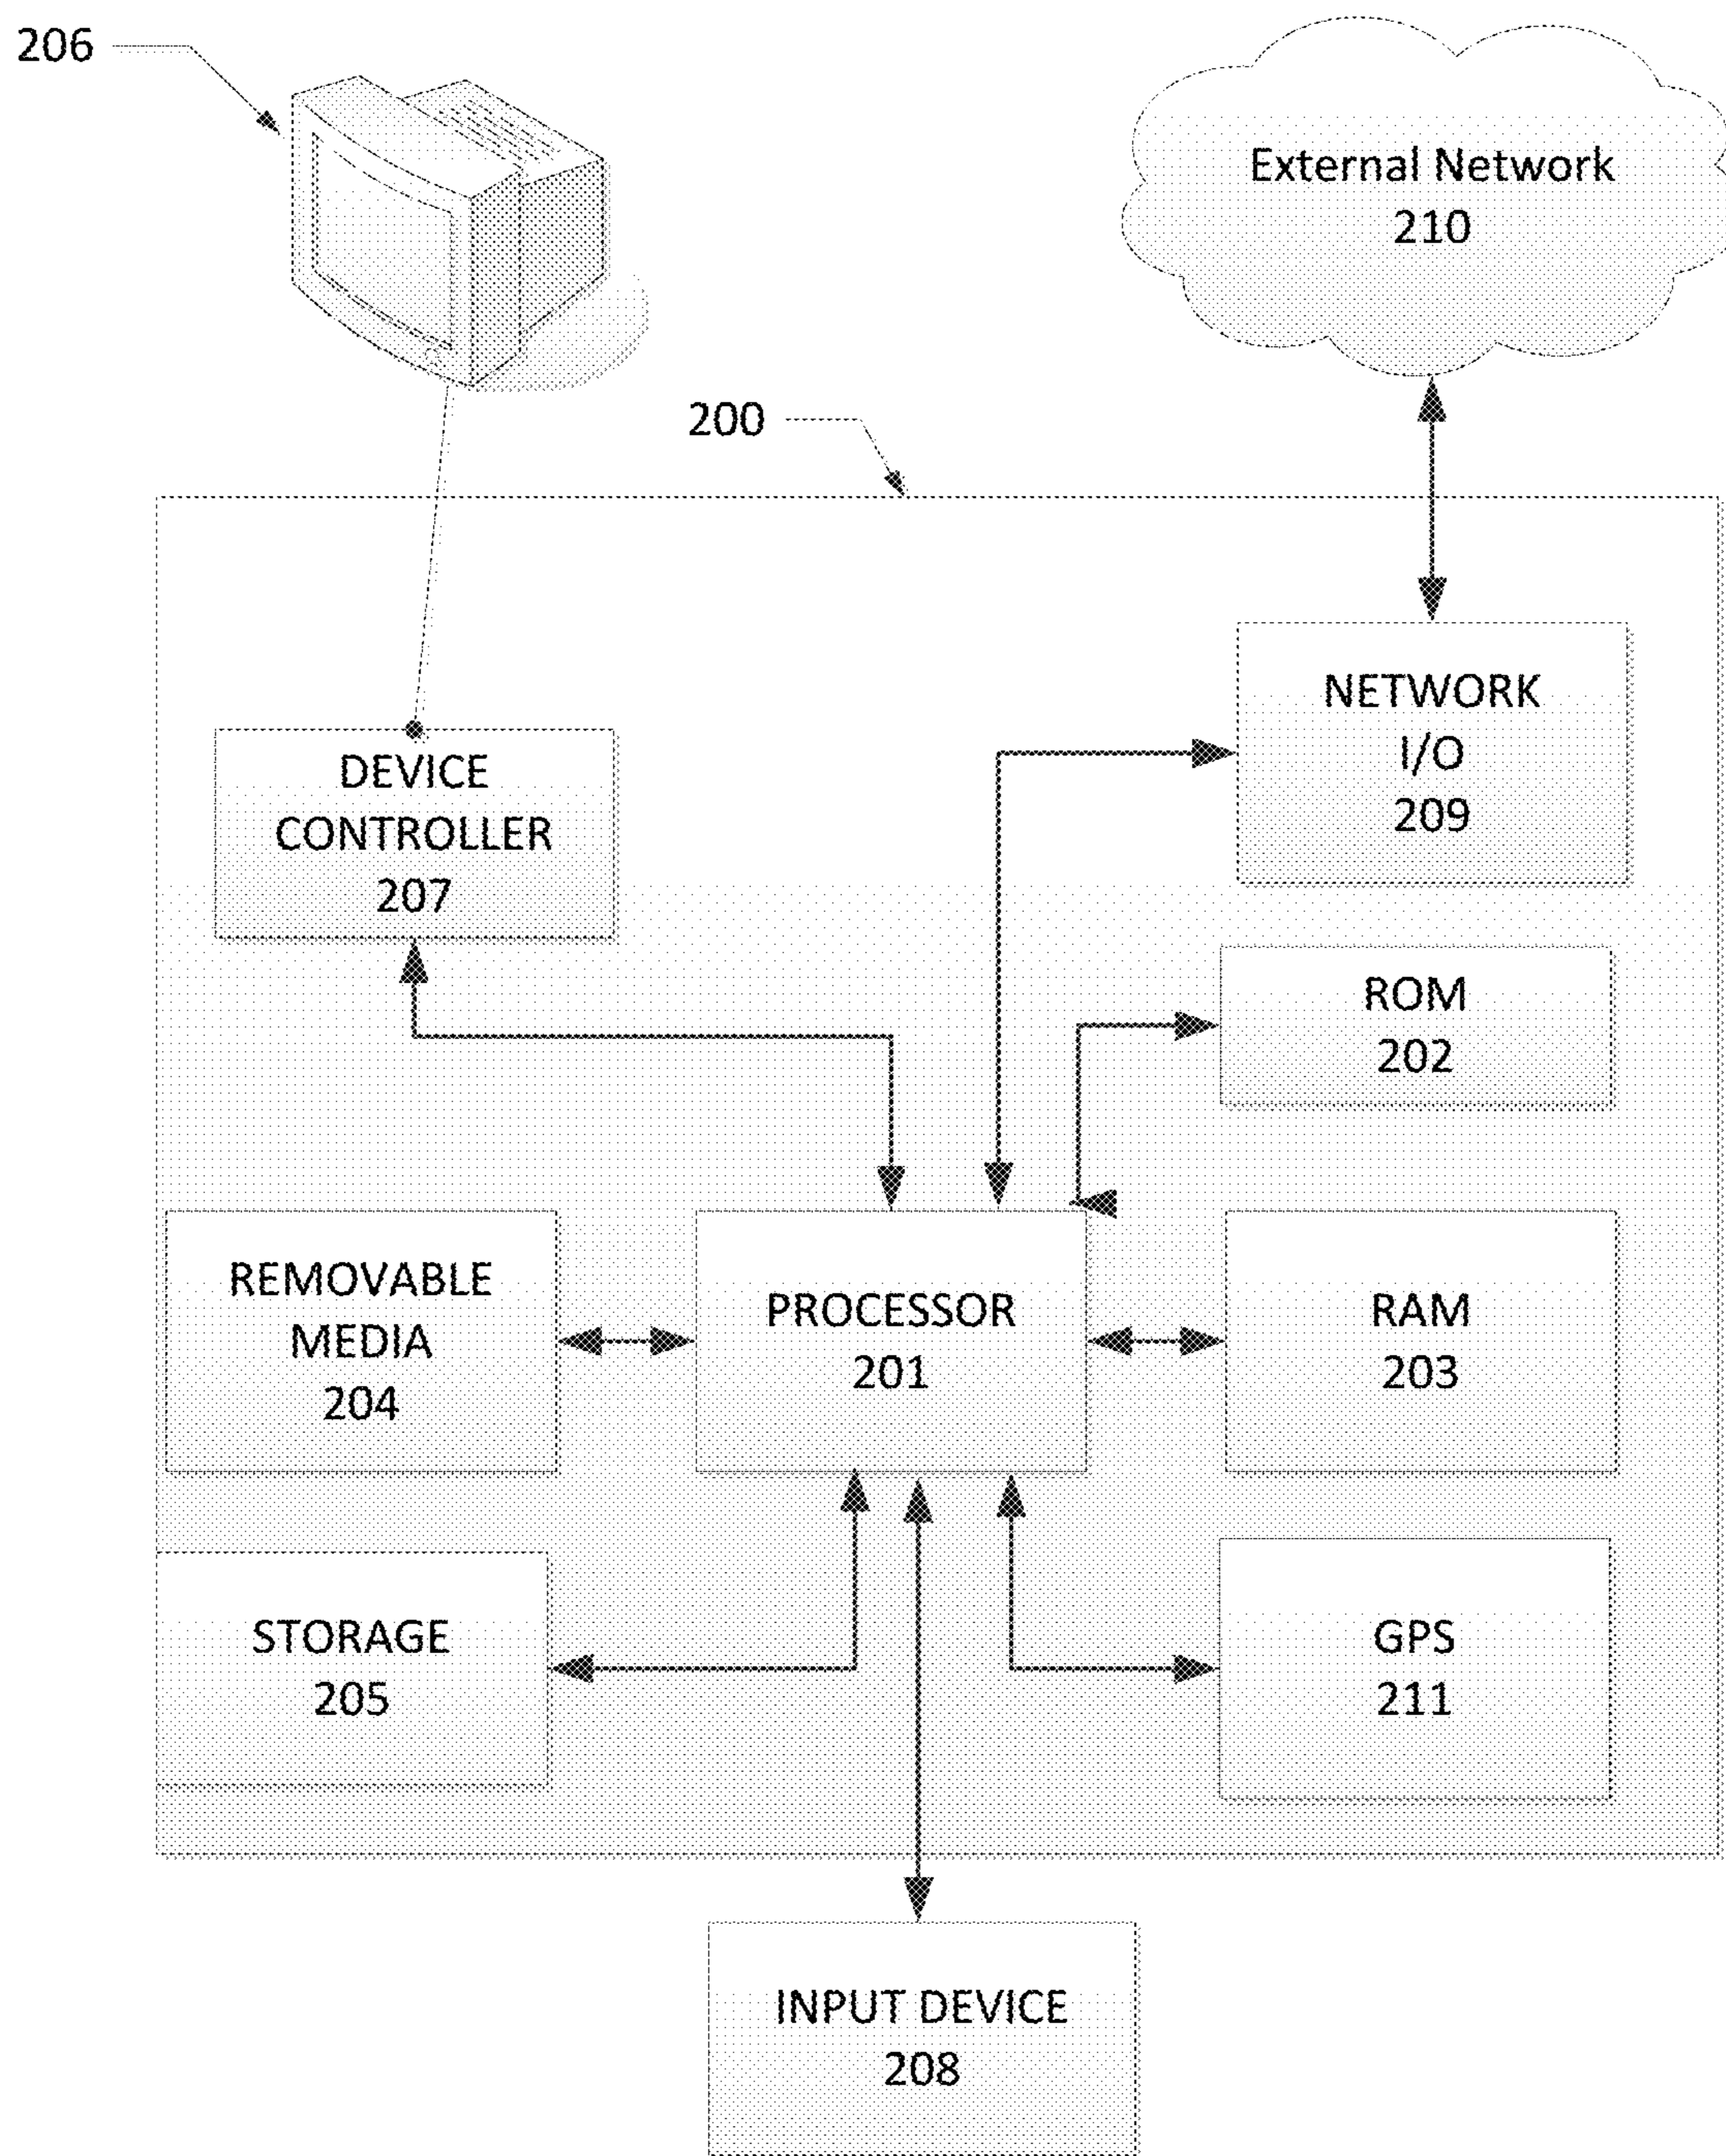 206
External Network
210
200
NETWORK
I/O
209
DEVICE
CONTROLLER
207
ROM
202
REMOVABLE
MEDIA
204
PROCESSOR
201
RAM
203
STORAGE
205
GPS
211
INPUT DEVICE
208